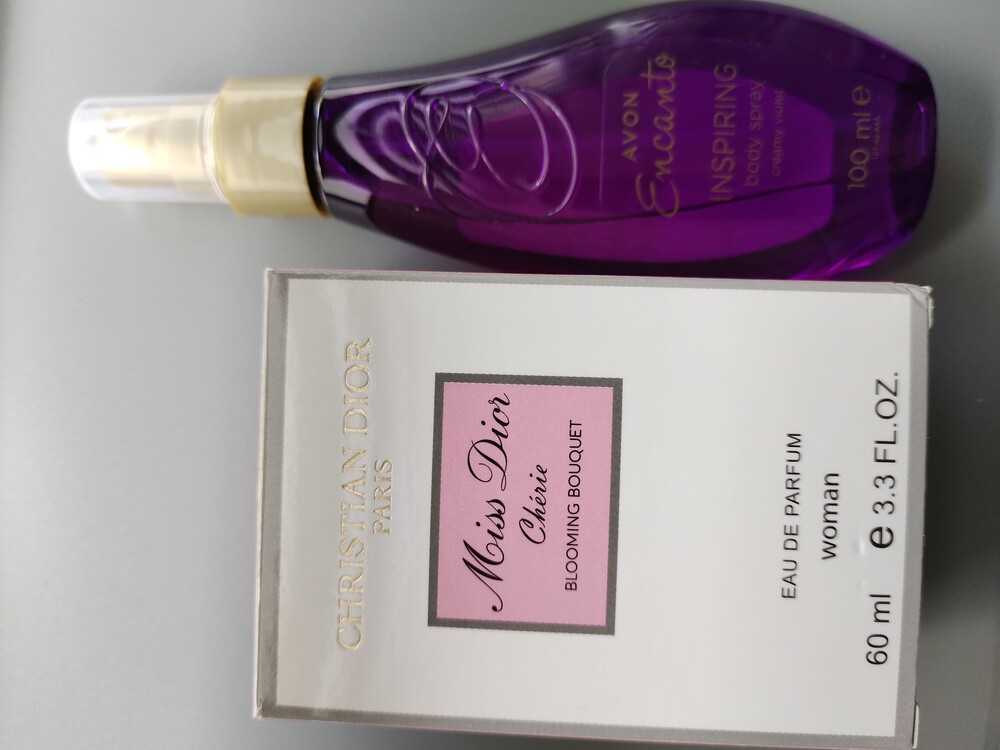 AVON
Encanto
INSPIRING
body spray
creamy violet
100 ml e
CHRISTIAN DIOR
PARIS
Miss Dior
Chérie
BLOOMING BOUQUET
EAU DE PARFUM
woman
60 ml e 3.3 FL.OZ.